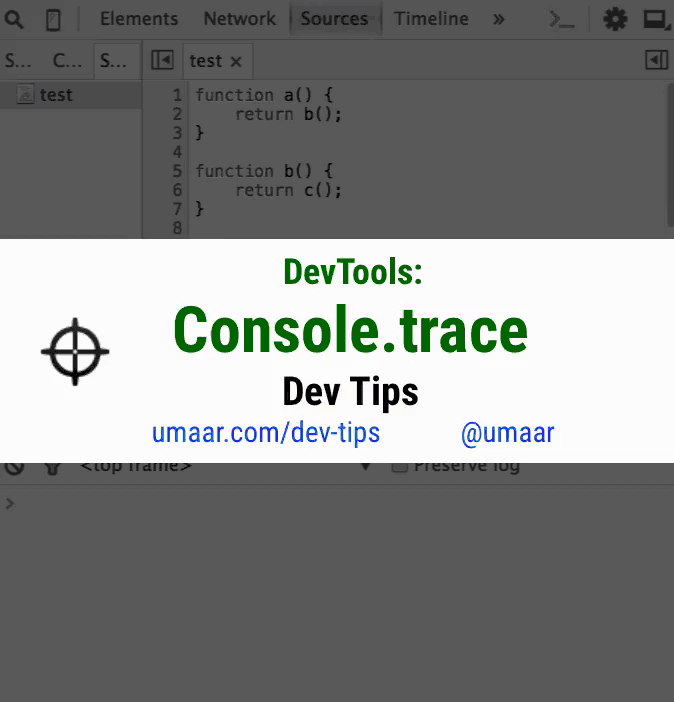 Elements Network Sources Timeline »
S... C... S... test ×
test
1 function a() {
2 return b();
3 }
4
5 function b() {
6 return c();
7 }
8
DevTools:
Console.trace
Dev Tips
umaar.com/dev-tips @umaar
<top frame> ▼ Preserve log
>